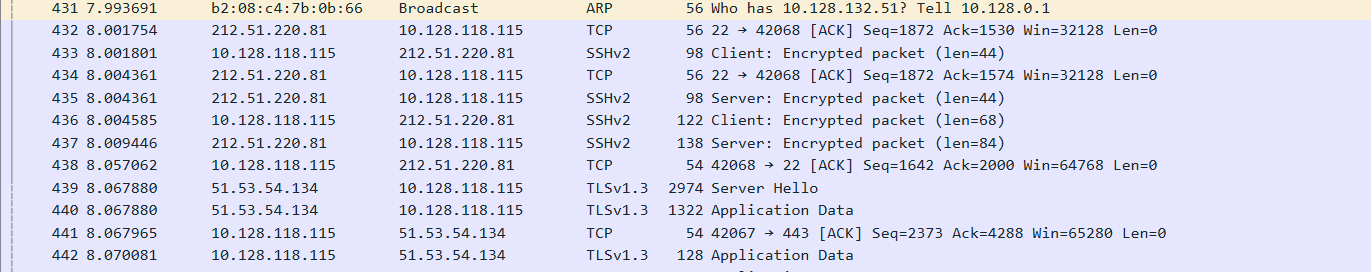 431 7.993691 b2:08:c4:7b:0b:66 Broadcast ARP 56 Who has 10.128.132.51? Tell 10.128.0.1
432 8.001754 212.51.220.81 10.128.118.115 TCP 56 22 → 42068 [ACK] Seq=1872 Ack=1530 Win=32128 Len=0
433 8.001801 10.128.118.115 212.51.220.81 SSHv2 98 Client: Encrypted packet (len=44)
434 8.004361 212.51.220.81 10.128.118.115 TCP 56 22 → 42068 [ACK] Seq=1872 Ack=1574 Win=32128 Len=0
435 8.004361 212.51.220.81 10.128.118.115 SSHv2 98 Server: Encrypted packet (len=44)
436 8.004585 10.128.118.115 212.51.220.81 SSHv2 122 Client: Encrypted packet (len=68)
437 8.009446 212.51.220.81 10.128.118.115 SSHv2 138 Server: Encrypted packet (len=84)
438 8.057062 10.128.118.115 212.51.220.81 TCP 54 42068 → 22 [ACK] Seq=1642 Ack=2000 Win=64768 Len=0
439 8.067880 51.53.54.134 10.128.118.115 TLSv1.3 2974 Server Hello
440 8.067880 51.53.54.134 10.128.118.115 TLSv1.3 1322 Application Data
441 8.067965 10.128.118.115 51.53.54.134 TCP 54 42067 → 443 [ACK] Seq=2373 Ack=4288 Win=65280 Len=0
442 8.070081 10.128.118.115 51.53.54.134 TLSv1.3 128 Application Data